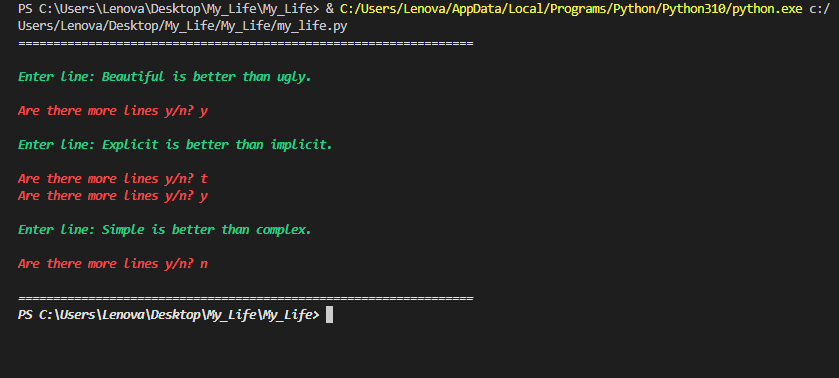 PS C:\Users\Lenova\Desktop\My_Life\My_Life> & C:/Users/Lenova/AppData/Local/Programs/Python/Python310/python.exe c:/
Users/Lenova/Desktop/My_Life/My_Life/my_life.py
=================================================================
Enter line: Beautiful is better than ugly.
Are there more lines y/n? y
Enter line: Explicit is better than implicit.
Are there more lines y/n? t
Are there more lines y/n? y
Enter line: Simple is better than complex.
Are there more lines y/n? n
=================================================================
PS C:\Users\Lenova\Desktop\My_Life\My_Life>